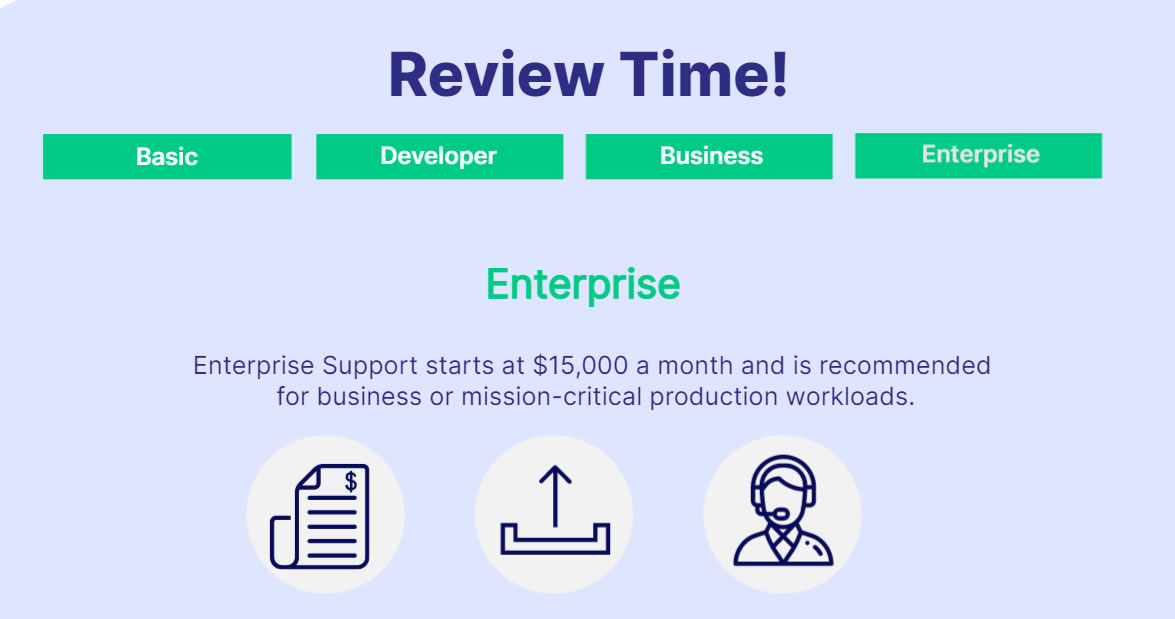 Review Time!
Basic
Developer
Business
Enterprise
Enterprise
Enterprise Support starts at $15,000 a month and is recommended
for business or mission-critical production workloads.
$